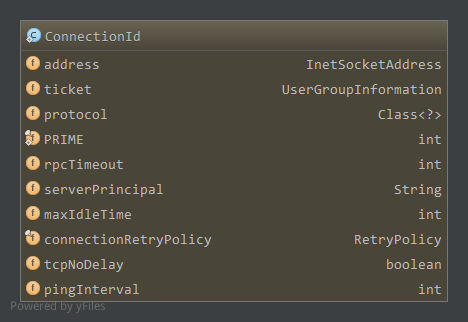 ConnectionId
address InetSocketAddress
ticket UserGroupInformation
protocol Class<?>
PRIME int
rpcTimeout int
serverPrincipal String
maxIdleTime int
connectionRetryPolicy RetryPolicy
tcpNoDelay boolean
pingInterval int
Powered by yFiles